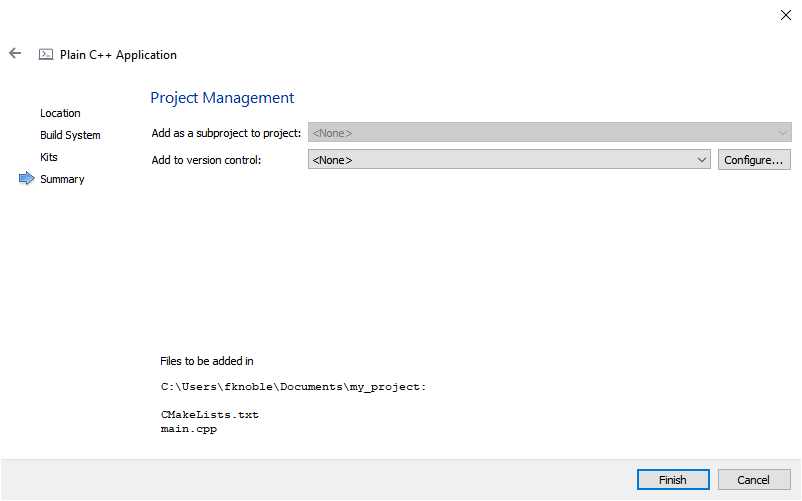 Plain C++ Application
Location
Build System
Kits
Summary
Project Management
Add as a subproject to project: <None>
Add to version control: <None> Configure...
Files to be added in
C:\Users\fknoble\Documents\my_project:
CMakeLists.txt
main.cpp
Finish Cancel